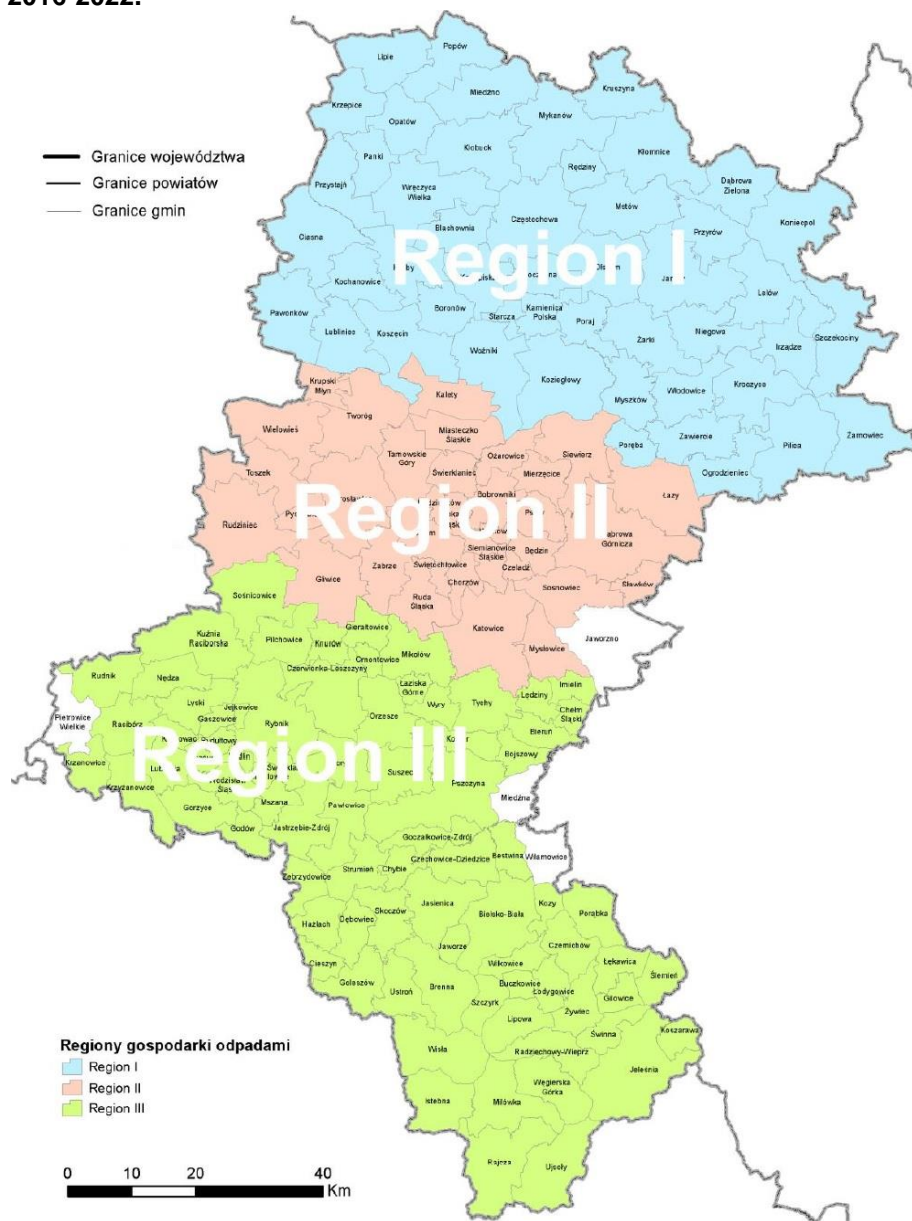 Lipie
Popów
Miedźno
Kruszyna
Krzepice
Opatów
Mykanów
Granice województwa
Kłobuck
Kłomnice
Panki
Rędziny
Granice powiatów
Dąbrowa
Zielona
Przystajń
Wręczyca
Wielka
Mstów
Granice gmin
Koniecpol
Częstochowa
Blachownia
Przyrów
Ciasna
Region I
Kochanowice
Lelów
Pawonków
Boronów
Kamienica
Polska
Starcza
Poraj
Lubliniec
Koszęcin
Niegowa
Szczekociny
Żarki
Irządze
Woźniki
Koziegłowy
Kroczyce
Krupski
Młyn
Kalety
Włodowice
Myszków
Tworóg
Miasteczko
Śląskie
Wielowieś
Poręba
Zawiercie
Pilica
Żarnowiec
Tarnowskie
Góry
Ożarowice
Siewierz
Świerklaniec
Mierzęcice
Toszek
Ogrodzieniec
Bobrowniki
Łazy
Region II
Rudziniec
Dąbrowa
Górnicza
Siemianowice
Śląskie
Będzin
Zabrze
Świętochłowice
Czeladź
Gliwice
Chorzów
Sosnowiec
Sławków
Ruda
Śląska
Sośnicowice
Katowice
Jaworzno
Gierałtowice
Mysłowice
Kuźnia
Raciborska
Pilchowice
Knurów
Ornontowice
Mikołów
Czerwionka-Leszczyny
Rudnik
Nędza
Łaziska
Górne
Wyry
Tychy
Lędziny
Imielin
Chełm
Śląski
Lyski
Jejkowice
Gaszowice
Orzesze
Pietrowice
Wielkie
Racibórz
Rybnik
Bieruń
Region III
Bojszowy
Krzanowice
Suszec
Pszczyna
Krzyżanowice
Miedźna
Gorzyce
Mszana
Pawłowice
Godów
Jastrzębie-Zdrój
Goczałkowice-Zdrój
Bestwina
Wilamowice
Zebrzydowice
Strumień
Chybie
Czechowice-Dziedzice
Kozy
Porąbka
Hażlach
Dębowiec
Skoczów
Jasienica
Bielsko-Biała
Czernichów
Cieszyn
Jaworze
Wilkowice
Łękawica
Ślemień
Goleszów
Ustroń
Brenna
Buczkowice
Łodygowice
Gilowice
Szczyrk
Lipowa
Żywiec
Świnna
Koszarawa
Regiony gospodarki odpadami
Wisła
Radziechowy-Wieprz
Region I
Jeleśnia
Region II
Węgierska
Górka
Region III
Istebna
Milówka
Rajcza
Ujsoły
0 10 20 40
Km